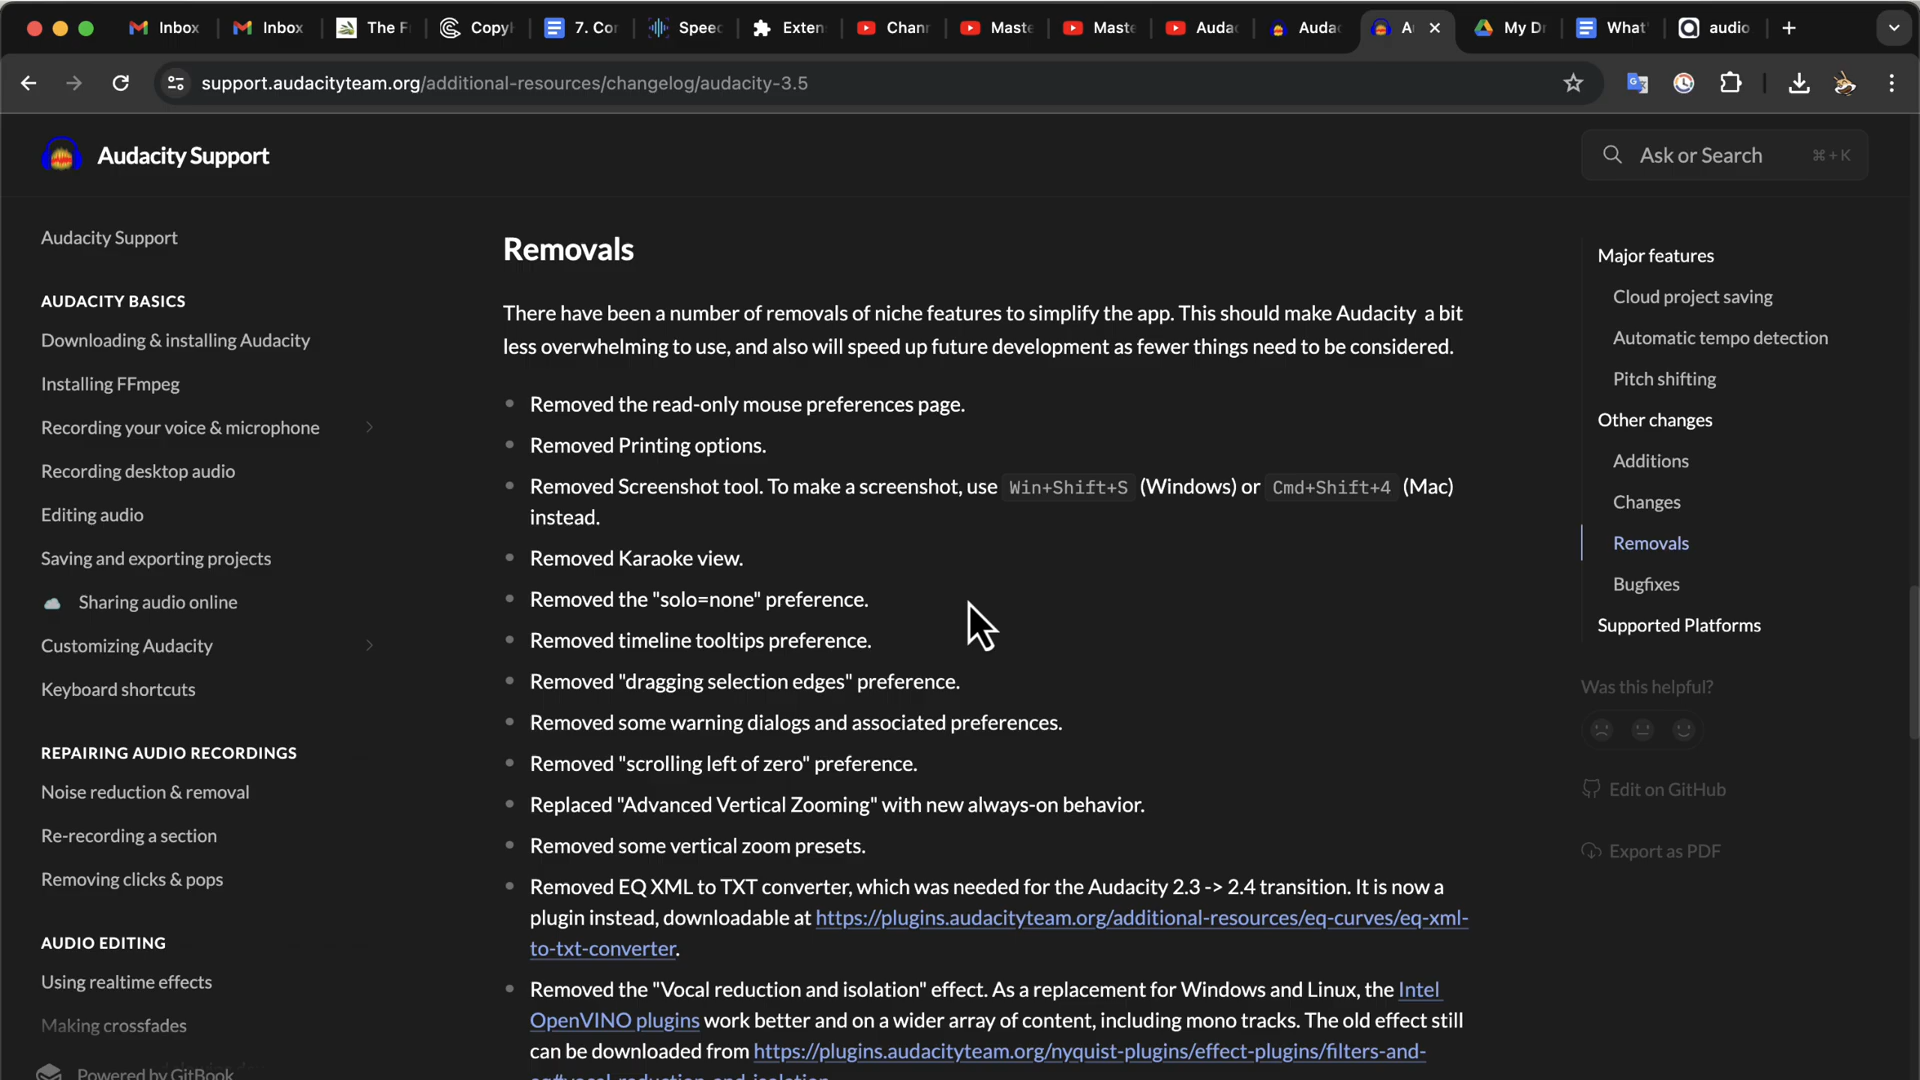 Inbox
Inbox
The F
Copy
7. Co
Speec
Exten
Chann
Maste
Maste
Audac
Audac
A
My Dr
What'
audio
support.audacityteam.org/additional-resources/changelog/audacity-3.5
Audacity Support
Ask or Search ⌘+K
Audacity Support
AUDACITY BASICS
Downloading & installing Audacity
Installing FFmpeg
Recording your voice & microphone
Recording desktop audio
Editing audio
Saving and exporting projects
Sharing audio online
Customizing Audacity
Keyboard shortcuts
REPAIRING AUDIO RECORDINGS
Noise reduction & removal
Re-recording a section
Removing clicks & pops
AUDIO EDITING
Using realtime effects
Making crossfades
Powered by GitBook
Removals
There have been a number of removals of niche features to simplify the app. This should make Audacity a bit
less overwhelming to use, and also will speed up future development as fewer things need to be considered.
Removed the read-only mouse preferences page.
Removed Printing options.
Removed Screenshot tool. To make a screenshot, use Win+Shift+S (Windows) or Cmd+Shift+4 (Mac)
instead.
Removed Karaoke view.
Removed the "solo=none" preference.
Removed timeline tooltips preference.
Removed "dragging selection edges" preference.
Removed some warning dialogs and associated preferences.
Removed "scrolling left of zero" preference.
Replaced "Advanced Vertical Zooming" with new always-on behavior.
Removed some vertical zoom presets.
Removed EQ XML to TXT converter, which was needed for the Audacity 2.3 -> 2.4 transition. It is now a
plugin instead, downloadable at https://plugins.audacityteam.org/additional-resources/eq-curves/eq-xml-
to-txt-converter.
Removed the "Vocal reduction and isolation" effect. As a replacement for Windows and Linux, the Intel
OpenVINO plugins work better and on a wider array of content, including mono tracks. The old effect still
can be downloaded from https://plugins.audacityteam.org/nyquist-plugins/effect-plugins/filters-and-
eq#vocal-reduction-and-isolation
Major features
Cloud project saving
Automatic tempo detection
Pitch shifting
Other changes
Additions
Changes
Removals
Bugfixes
Supported Platforms
Was this helpful?
Edit on GitHub
Export as PDF